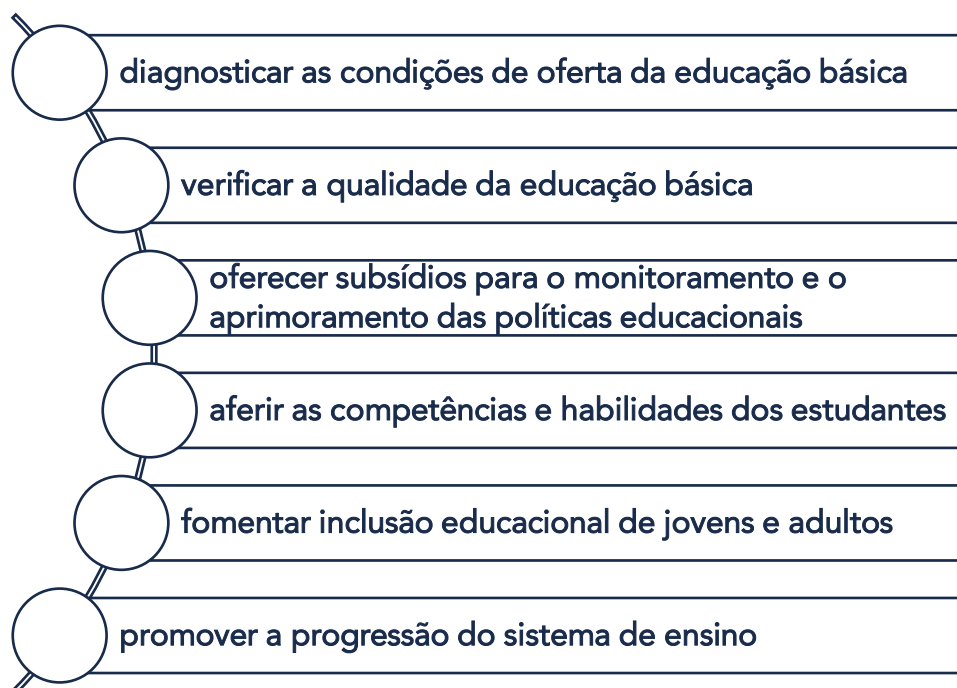 diagnosticar as condições de oferta da educação básica
verificar a qualidade da educação básica
oferecer subsídios para o monitoramento e o
aprimoramento das políticas educacionais
aferir as competências e habilidades dos estudantes
fomentar inclusão educacional de jovens e adultos
promover a progressão do sistema de ensino